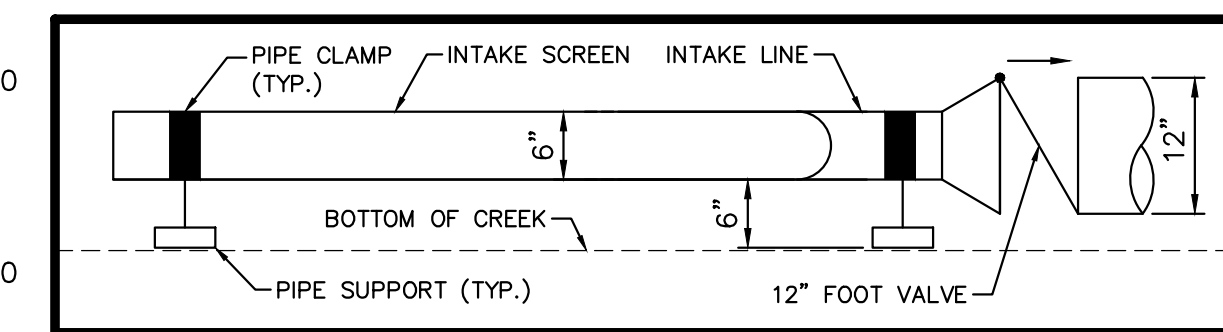 PIPE CLAMP
(TYP.)
INTAKE SCREEN
INTAKE LINE
0
6”
12”
6”
BOTTOM OF CREEK
0
PIPE SUPPORT (TYP.)
12” FOOT VALVE